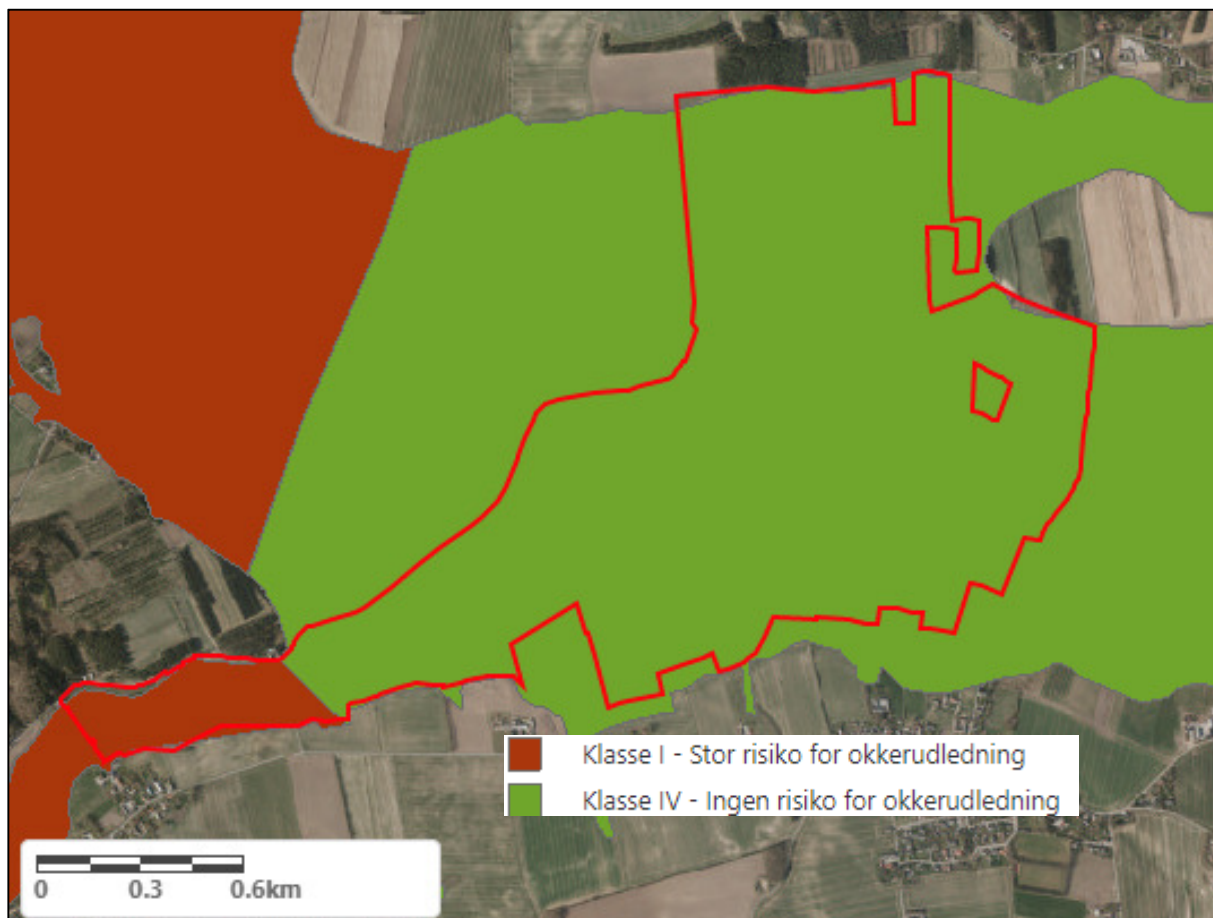 Klasse I - Stor risiko for okkerudledning
Klasse IV - Ingen risiko for okkerudledning
0 0.3 0.6km